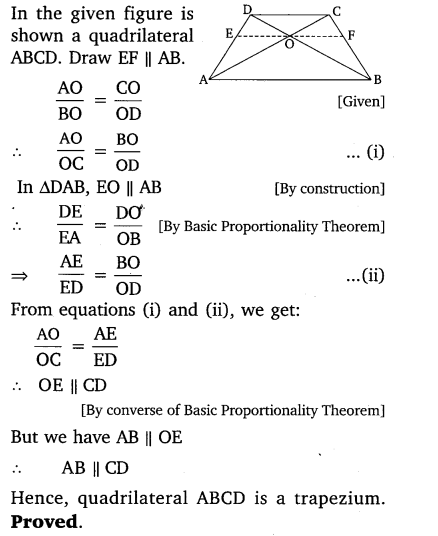 In the given figure is
shown a quadrilateral
ABCD. Draw EF || AB.
D C
E O F
A B
AO/BO = CO/OD [Given]
∴ AO/OC = BO/OD ... (i)
In ΔDAB, EO || AB [By construction]
∴ DE/EA = DO/OB [By Basic Proportionality Theorem]
⇒ AE/ED = BO/OD ...(ii)
From equations (i) and (ii), we get:
AO/OC = AE/ED
∴ OE || CD
[By converse of Basic Proportionality Theorem]
But we have AB || OE
∴ AB || CD
Hence, quadrilateral ABCD is a trapezium.
Proved.